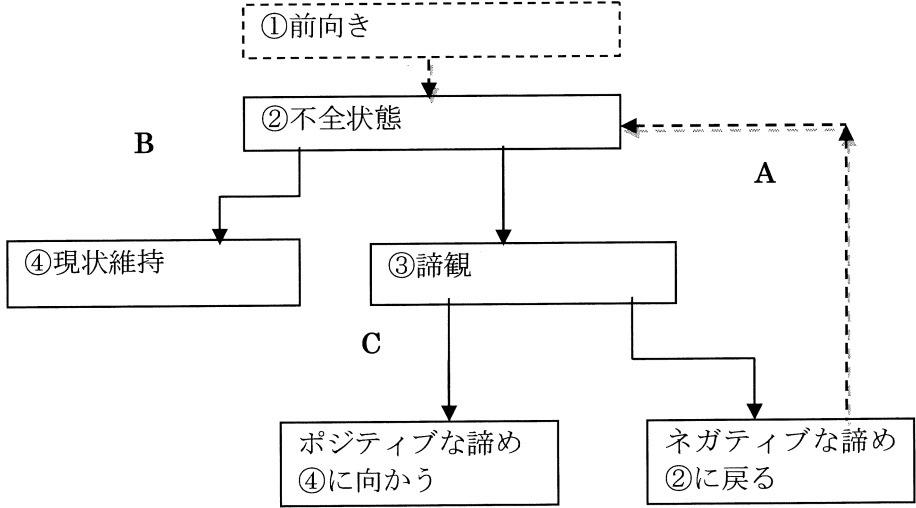 ①前向き
②不全状態
B
A
④現状維持
③諦観
C
ポジティブな諦め
④に向かう
ネガティブな諦め
②に戻る